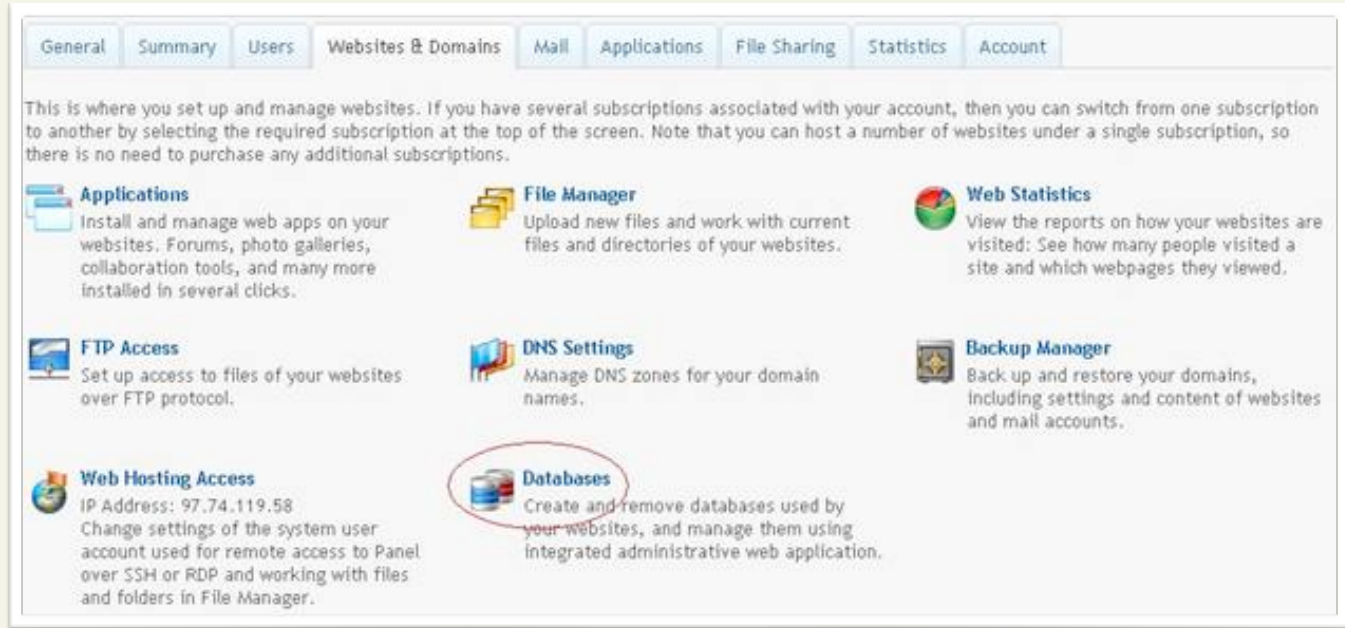 General Summary Users Websites & Domains Mail Applications File Sharing Statistics Account
This is where you set up and manage websites. If you have several subscriptions associated with your account, then you can switch from one subscription
to another by selecting the required subscription at the top of the screen. Note that you can host a number of websites under a single subscription, so
there is no need to purchase any additional subscriptions.
Applications
Install and manage web apps on your
websites. Forums, photo galleries,
collaboration tools, and many more
installed in several clicks.
File Manager
Upload new files and work with current
files and directories of your websites.
Web Statistics
View the reports on how your websites are
visited: See how many people visited a
site and which webpages they viewed.
FTP Access
Set up access to files of your websites
over FTP protocol.
DNS Settings
Manage DNS zones for your domain
names.
Backup Manager
Back up and restore your domains,
including settings and content of websites
and mail accounts.
Web Hosting Access
IP Address: 97.74.119.58
Change settings of the system user
account used for remote access to Panel
over SSH or RDP and working with files
and folders in File Manager.
Databases
Create and remove databases used by
your websites, and manage them using
integrated administrative web application.